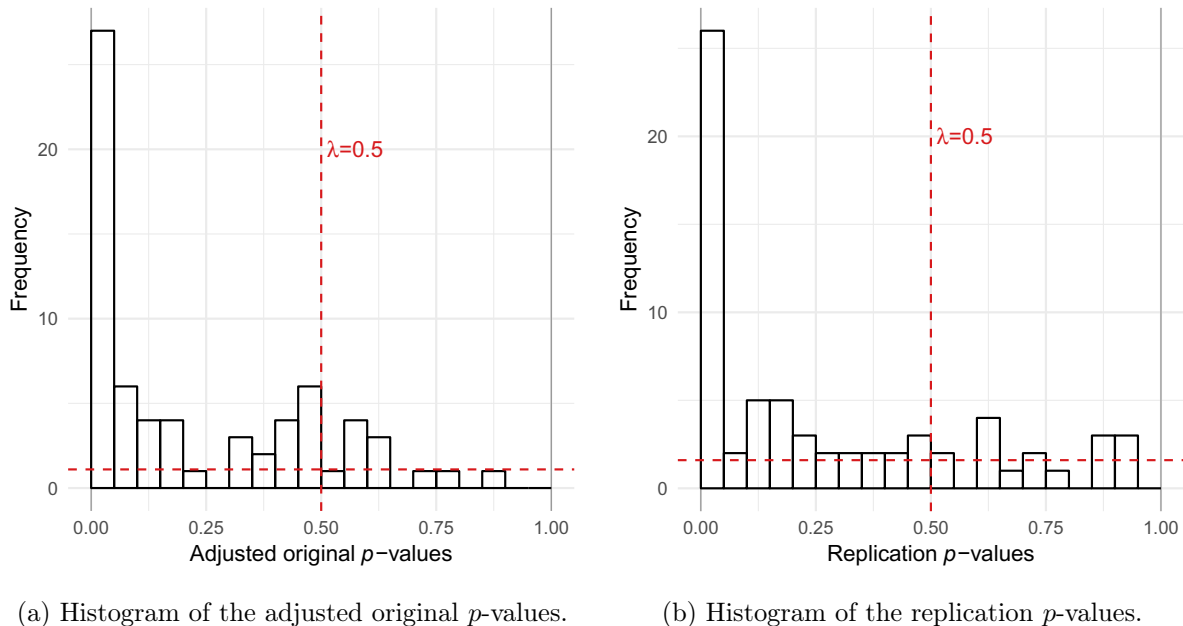 Frequency
20
10
0
λ=0.5
0.00 0.25 0.50 0.75 1.00
Adjusted original p−values
(a) Histogram of the adjusted original p-values.
Frequency
20
10
0
λ=0.5
0.00 0.25 0.50 0.75 1.00
Replication p−values
(b) Histogram of the replication p-values.